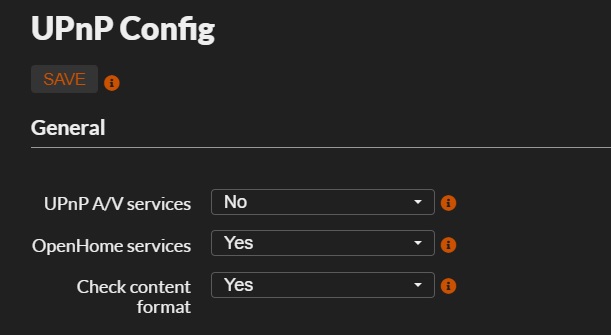 UPnP Config
SAVE
General
UPnP A/V services No
OpenHome services Yes
Check content Yes
format